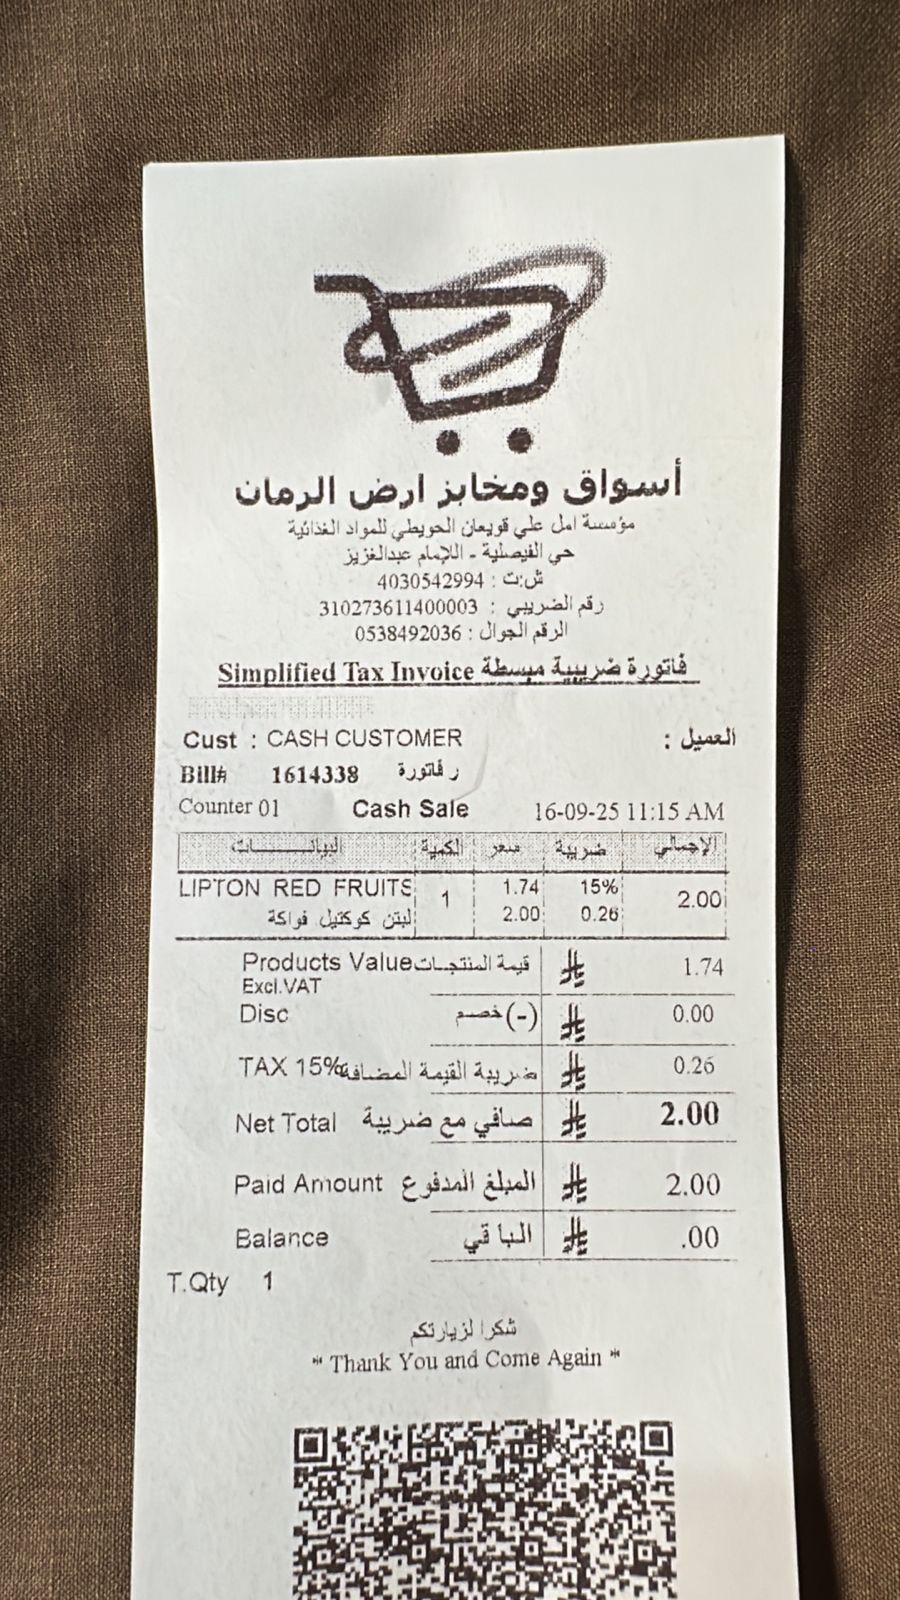 أسواق ومخابز ارض الرمان
مؤسسة امل علي قويعان الحويطي للمواد الغذائية
حي الفيصلية - اللإمام عبدالعزيز
ش:ت : 4030542994
رقم الضريبي : 310273611400003
الرقم الجوال : 0538492036
Simplified Tax Invoice فاتورة ضريبية مبسطة
Cust : CASH CUSTOMER العميل :
Bill# 1614338 ر فاتورة
Counter 01 Cash Sale 16-09-25 11:15 AM
البيانات الكمية سعر ضريبة الإجمالي
LIPTON RED FRUITS 1 1.74 15% 2.00
لبتن كوكتيل فواكة 2.00 0.26
Products Value قيمة المنتجات 1.74
Excl.VAT
Disc خصم (-) 0.00
TAX 15% ضريبة القيمة المضافة 0.26
Net Total صافي مع ضريبة 2.00
Paid Amount المبلغ المدفوع 2.00
Balance البا قي .00
T.Qty 1
شكرا لزيارتكم
* Thank You and Come Again *